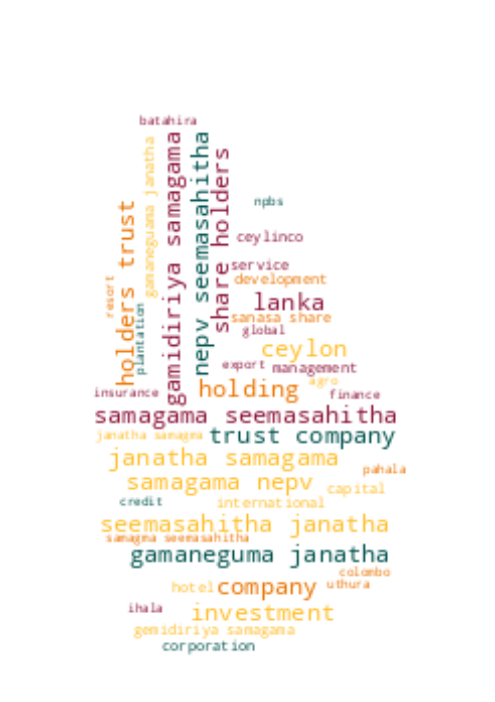 batahira
gamaneguama janatha
gamidiriya samagama
nepv seemasahitha
share holders
holders trust
resort
plantation
npbs
ceylinco
service
development
lanka
sanasa share
global
ceylon
export
management
agro
insurance
holding
finance
samagama seemasahitha
janatha samagma
trust company
janatha samagama
pahala
samagama nepv
capital
credit
international
seemasahitha janatha
samagma seemasahitha
gamaneguma janatha
colombo
hotel
company
uthura
ihala
investment
gemidiriya samagama
corporation